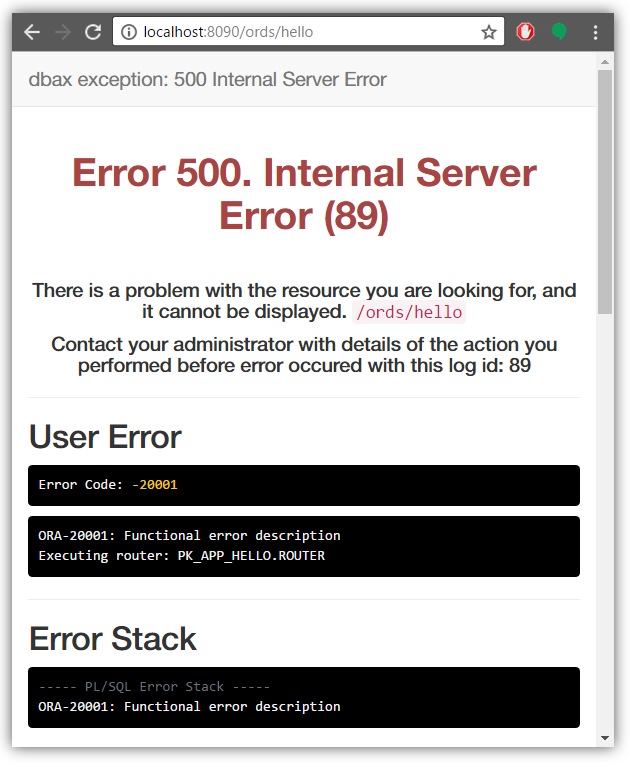 localhost:8090/ords/hello
dbax exception: 500 Internal Server Error
Error 500. Internal Server
Error (89)
There is a problem with the resource you are looking for, and
it cannot be displayed. /ords/hello
Contact your administrator with details of the action you
performed before error occured with this log id: 89
User Error
Error Code: -20001
ORA-20001: Functional error description
Executing router: PK_APP_HELLO.ROUTER
Error Stack
----- PL/SQL Error Stack -----
ORA-20001: Functional error description